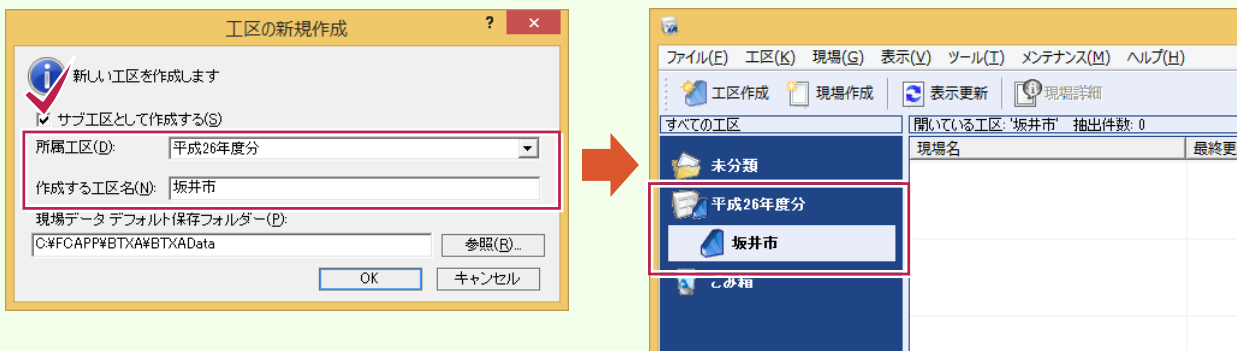 工区の新規作成
? ×
新しい工区を作成します
サブ工区として作成する(S)
所属工区(D): 平成26年度分
作成する工区名(N): 坂井市
現場データ デフォルト保存フォルダー(P):
C:¥FCAPP¥BTXA¥BTXAData 参照(R)...
OK キャンセル
ファイル(F) 工区(K) 現場(G) 表示(V) ツール(T) メンテナンス(M) ヘルプ(H)
工区作成 現場作成 表示更新 現場詳細
すべての工区 開いている工区: '坂井市' 抽出件数: 0
現場名 最終更
未分類
平成26年度分
坂井市
ごみ箱